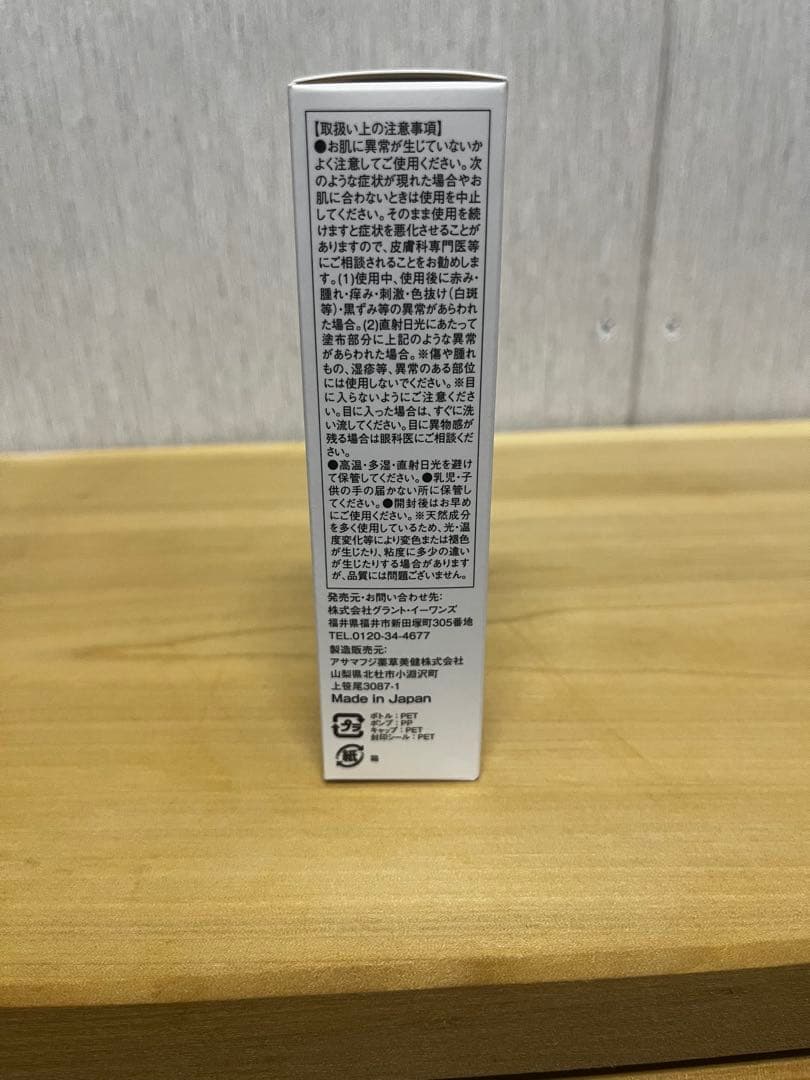 【取扱い上の注意事項】
●お肌に異常が生じていないか
よく注意してご使用ください。次
のような症状が現れた場合やお
肌に合わないときは使用を中止
してください。そのまま使用を続
けますと症状を悪化させることが
ありますので、皮膚科専門医等
にご相談されることをお勧めしま
す。(1)使用中、使用後に赤み・
腫れ・痒み・刺激・色抜け(白斑
等)・黒ずみ等の異常があらわれ
た場合。(2)直射日光にあたって
塗布部分に上記のような異常
があらわれた場合。※傷や腫れ
もの、湿疹等、異常のある部位
には使用しないでください。※目
に入らないようにご注意くださ
い。目に入った場合は、すぐに洗
い流してください。目に異物感が
残る場合は眼科医にご相談くだ
さい。
●高温・多湿・直射日光を避け
て保管してください。●乳児・子
供の手の届かない所に保管し
てください。●開封後はお早め
にご使用ください。※天然成分
を多く使用しているため、光・温
度変化等により変色または褪色
が生じたり、粘度に多少の違い
が生じたりする場合があります
が、品質には問題ございません。
発売元・お問い合わせ先:
株式会社グラント・イーワンズ
福井県福井市新田塚町305番地
TEL.0120-34-4677
製造販売元:
アサマフジ薬草美健株式会社
山梨県北杜市小淵沢町
上笹尾3087-1
Made in Japan
プラ
ボトル:PET
ポンプ:PP
キャップ:PET
封印シール:PET
紙
箱